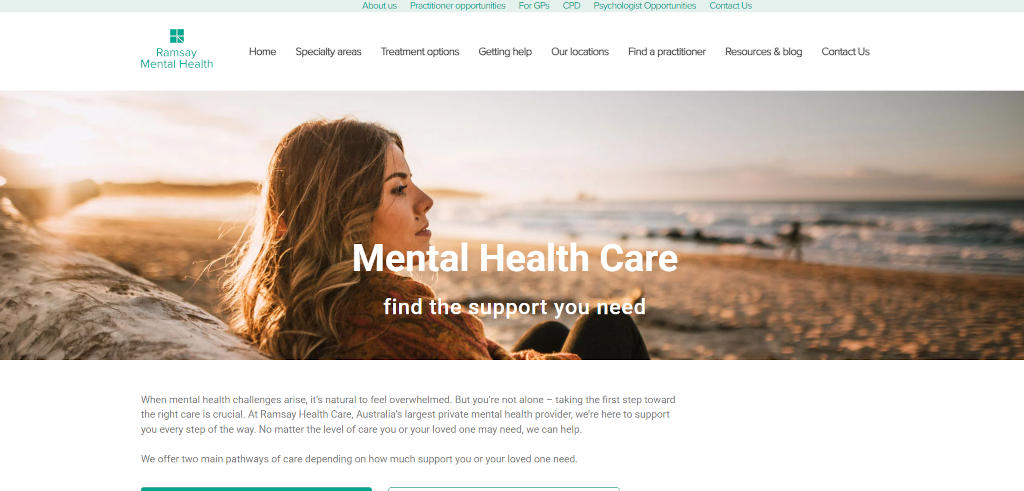 About us Practitioner opportunities For GPs CPD Psychologist Opportunities Contact Us
Ramsay
Mental Health
Home Specialty areas Treatment options Getting help Our locations Find a practitioner Resources & blog Contact Us
Mental Health Care
find the support you need
When mental health challenges arise, it's natural to feel overwhelmed. But you're not alone – taking the first step toward
the right care is crucial. At Ramsay Health Care, Australia's largest private mental health provider, we're here to support
you every step of the way. No matter the level of care you or your loved one may need, we can help.
We offer two main pathways of care depending on how much support you or your loved one need.